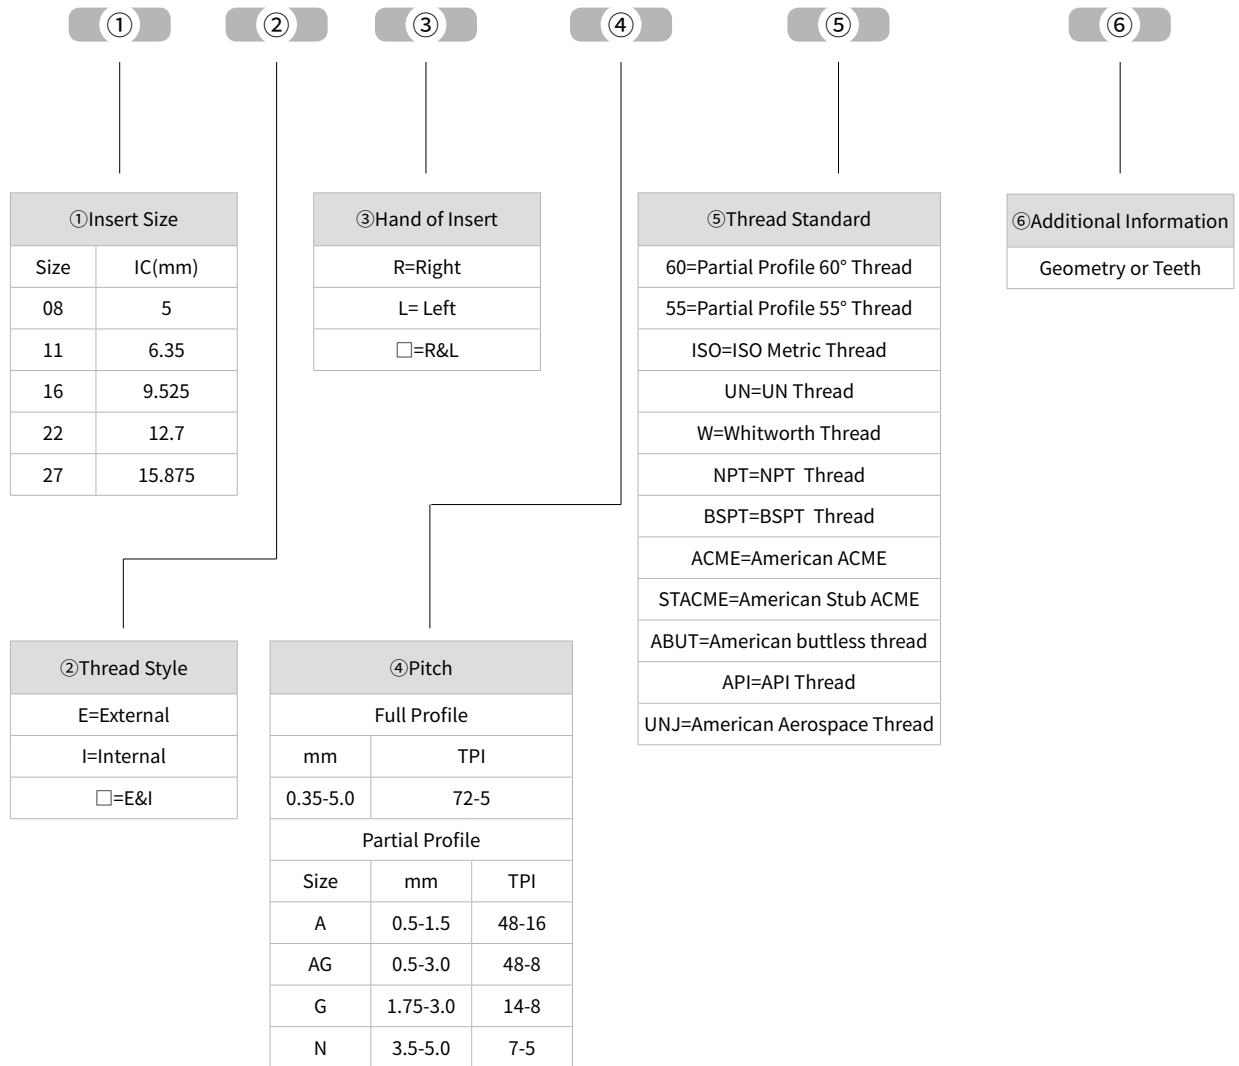 ① ② ③ ④ ⑤ ⑥
①Insert Size
Size IC(mm)
08 5
11 6.35
16 9.525
22 12.7
27 15.875
③Hand of Insert
R=Right
L= Left
□=R&L
⑤Thread Standard
60=Partial Profile 60° Thread
55=Partial Profile 55° Thread
ISO=ISO Metric Thread
UN=UN Thread
W=Whitworth Thread
NPT=NPT Thread
BSPT=BSPT Thread
ACME=American ACME
STACME=American Stub ACME
ABUT=American buttless thread
API=API Thread
UNJ=American Aerospace Thread
⑥Additional Information
Geometry or Teeth
②Thread Style
E=External
I=Internal
□=E&I
④Pitch
Full Profile
mm TPI
0.35-5.0 72-5
Partial Profile
Size mm TPI
A 0.5-1.5 48-16
AG 0.5-3.0 48-8
G 1.75-3.0 14-8
N 3.5-5.0 7-5